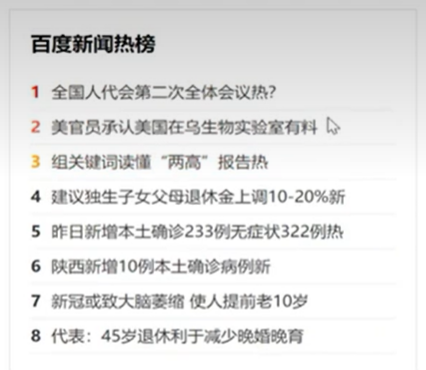 百度新闻热榜
1 全国人代会第二次全体会议热?
2 美官员承认美国在乌生物实验室有料
3 组关键词读懂“两高”报告热
4 建议独生子女父母退休金上调10-20%新
5 昨日新增本土确诊233例无症状322例热
6 陕西新增10例本土确诊病例新
7 新冠或致大脑萎缩 使人提前老10岁
8 代表：45岁退休利于减少晚婚晚育